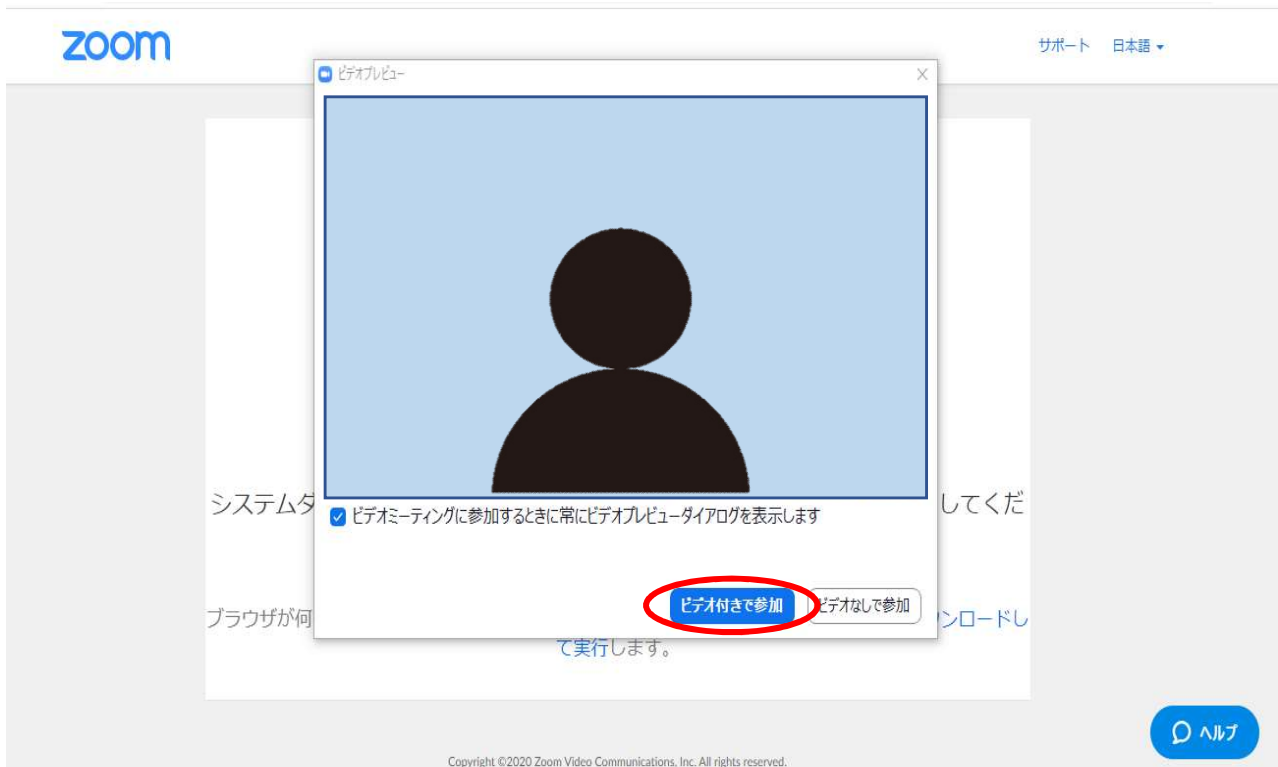 zoom
サポート 日本語
ビデオプレビュー
システムダ
してくだ
ビデオミーティングに参加するときに常にビデオプレビューダイアログを表示します
ビデオ付きで参加
ビデオなしで参加
ブラウザが何
ンロードし
て実行します。
ヘルプ
Copyright ©2020 Zoom Video Communications, Inc. All rights reserved.